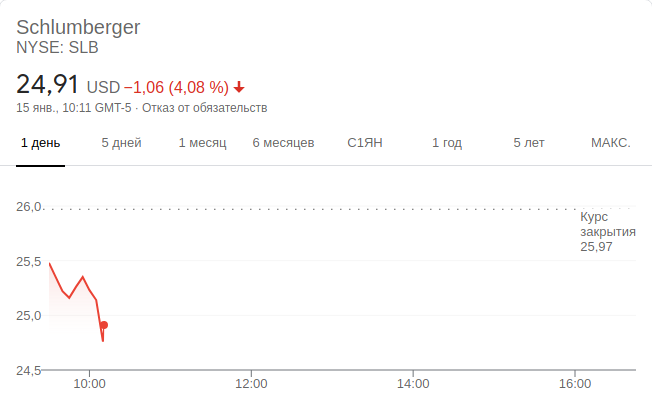 Schlumberger
NYSE: SLB
24,91 USD −1,06 (4,08 %)
15 янв., 10:11 GMT-5 · Отказ от обязательств
1 день 5 дней 1 месяц 6 месяцев С1ЯН 1 год 5 лет МАКС.
26,0
Курс
закрытия
25,97
25,5
25,0
24,5
10:00 12:00 14:00 16:00